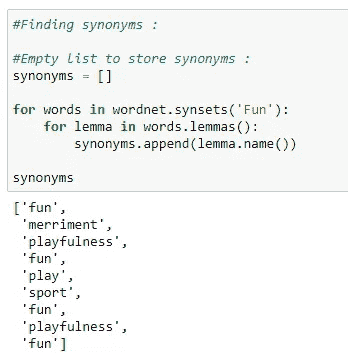 #Finding synonyms :
#Empty list to store synonyms :
synonyms = []
for words in wordnet.synsets('Fun'):
    for lemma in words.lemmas():
        synonyms.append(lemma.name())
synonyms
['fun',
 'merriment',
 'playfulness',
 'fun',
 'play',
 'sport',
 'fun',
 'playfulness',
 'fun']